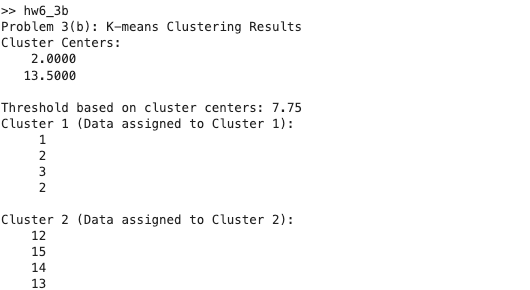 >> hw6_3b
Problem 3(b): K-means Clustering Results
Cluster Centers:
2.0000
13.5000
Threshold based on cluster centers: 7.75
Cluster 1 (Data assigned to Cluster 1):
1
2
3
2
Cluster 2 (Data assigned to Cluster 2):
12
15
14
13